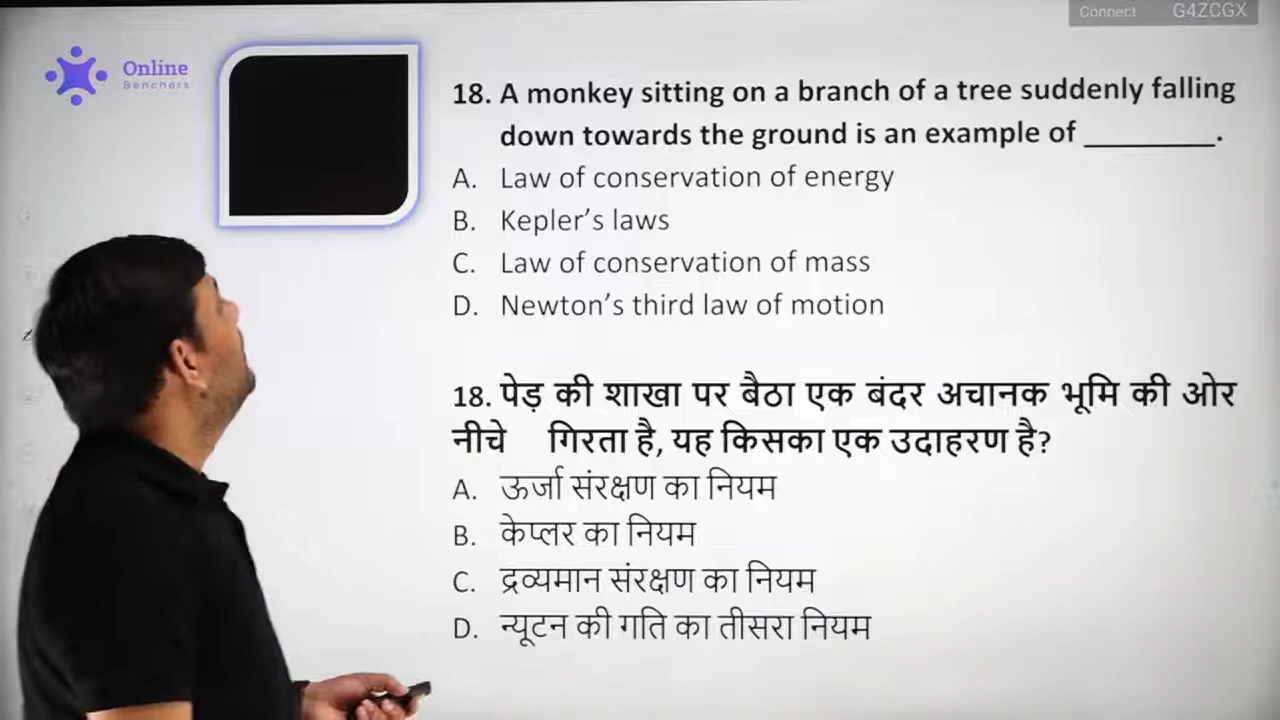 Connect G4ZCGX
Online
Benchers
18. A monkey sitting on a branch of a tree suddenly falling
down towards the ground is an example of ________.
A. Law of conservation of energy
B. Kepler’s laws
C. Law of conservation of mass
D. Newton’s third law of motion
18. पेड़ की शाखा पर बैठा एक बंदर अचानक भूमि की ओर
नीचे गिरता है, यह किसका एक उदाहरण है?
A. ऊर्जा संरक्षण का नियम
B. केप्लर का नियम
C. द्रव्यमान संरक्षण का नियम
D. न्यूटन की गति का तीसरा नियम